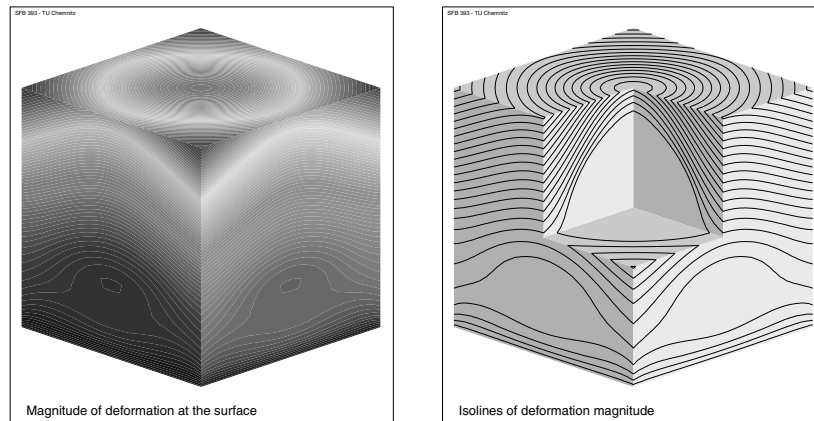 SFB 393 - TU Chemnitz
Magnitude of deformation at the surface
SFB 393 - TU Chemnitz
Isolines of deformation magnitude